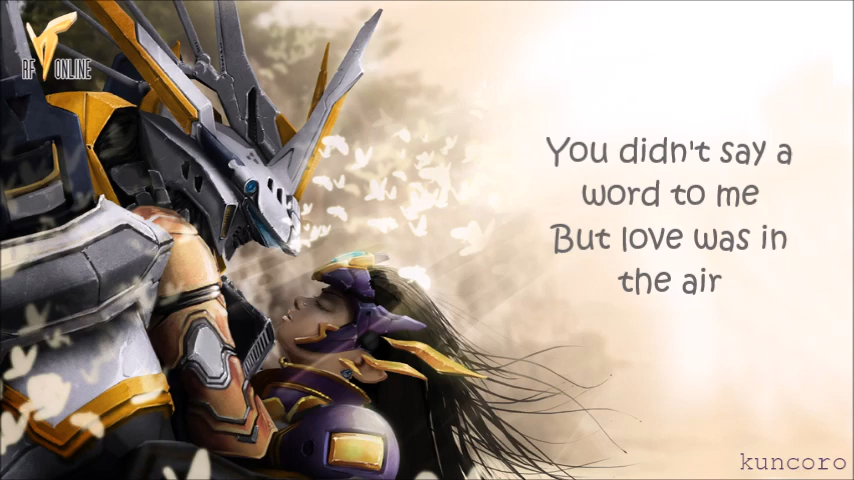 RF ONLINE
You didn't say a
word to me
But love was in
the air
kuncoro